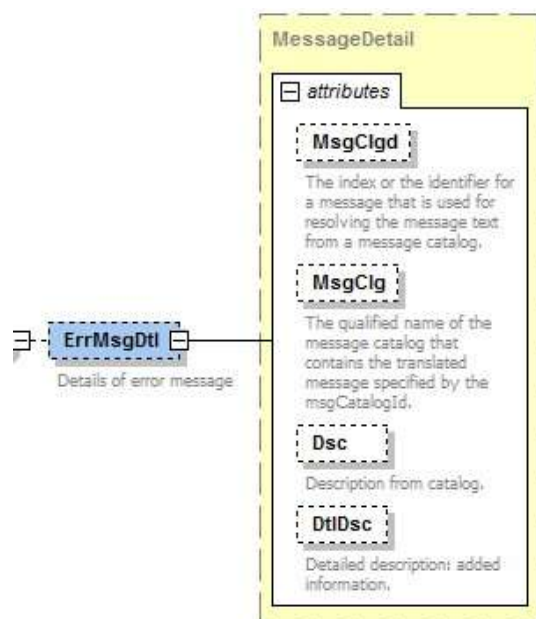 MessageDetail
attributes
MsgClgd
The index or the identifier for
a message that is used for
resolving the message text
from a message catalog.
MsgClg
The qualified name of the
message catalog that
contains the translated
message specified by the
msgCatalogId.
ErrMsgDtl
Details of error message
Dsc
Description from catalog.
DtlDsc
Detailed description: added
information.